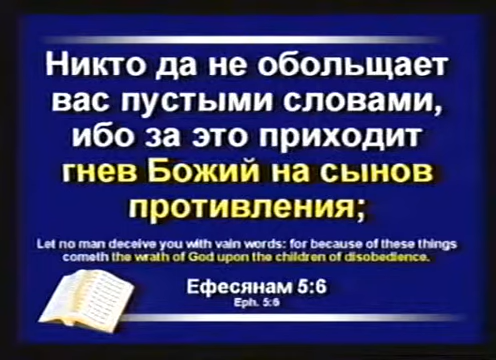 Никто да не обольщает
вас пустыми словами,
ибо за это приходит
гнев Божий на сынов
противления;
Let no man deceive you with vain words: for because of these things
cometh the wrath of God upon the children of disobedience.
Ефесянам 5:6
Eph. 5:6